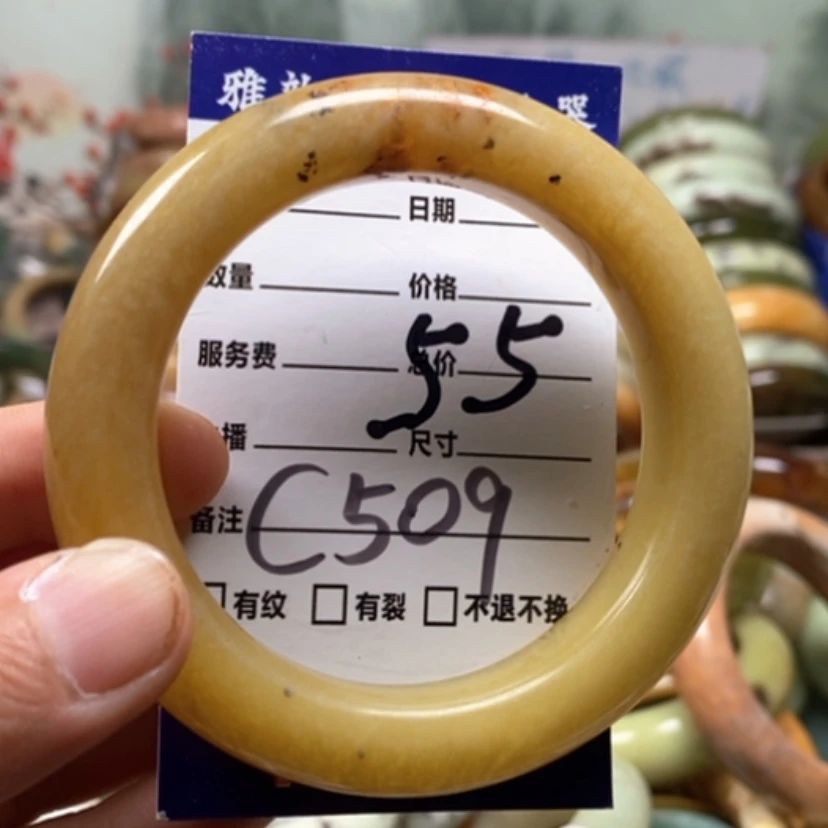 雅
器
日期
数量 价格
服务费 总价
55
播 尺寸
备注 C509
有纹 有裂 不退不换